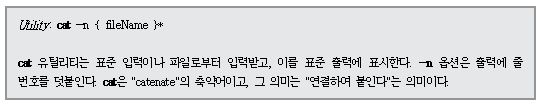 Utility: cat –n { fileName }*
cat 유틸리티는 표준 입력이나 파일로부터 입력받고, 이를 표준 출력에 표시한다. –n 옵션은 출력에 줄
번호를 덧붙인다. cat은 "catenate"의 축약어이고, 그 의미는 "연결하여 붙인다"는 의미이다.